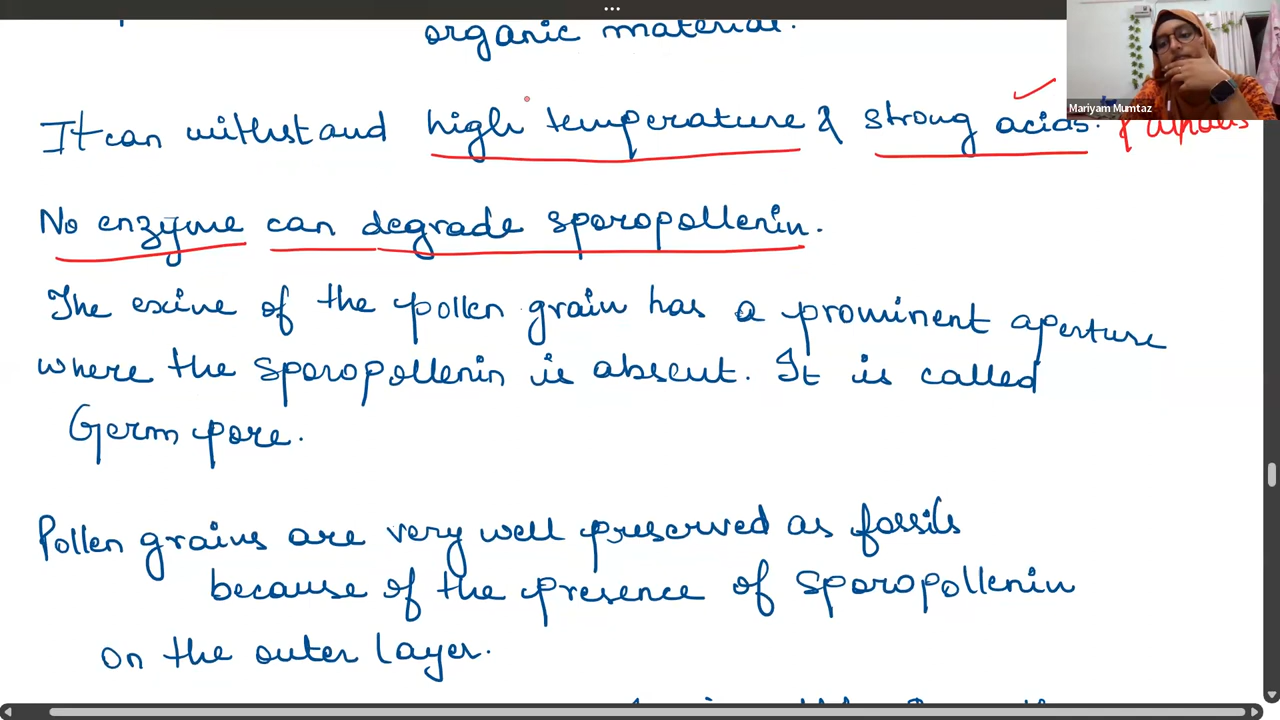 organic material.
Mariyam Mumtaz
It can withstand high temperature & strong acids. &
No enzyme can degrade sporopollenin.
The exine of the pollen grain has a prominent aperture
where the sporopollenin is absent. It is called
Germ pore.
Pollen grains are very well preserved as fossils
because of the presence of sporopollenin
on the outer layer.